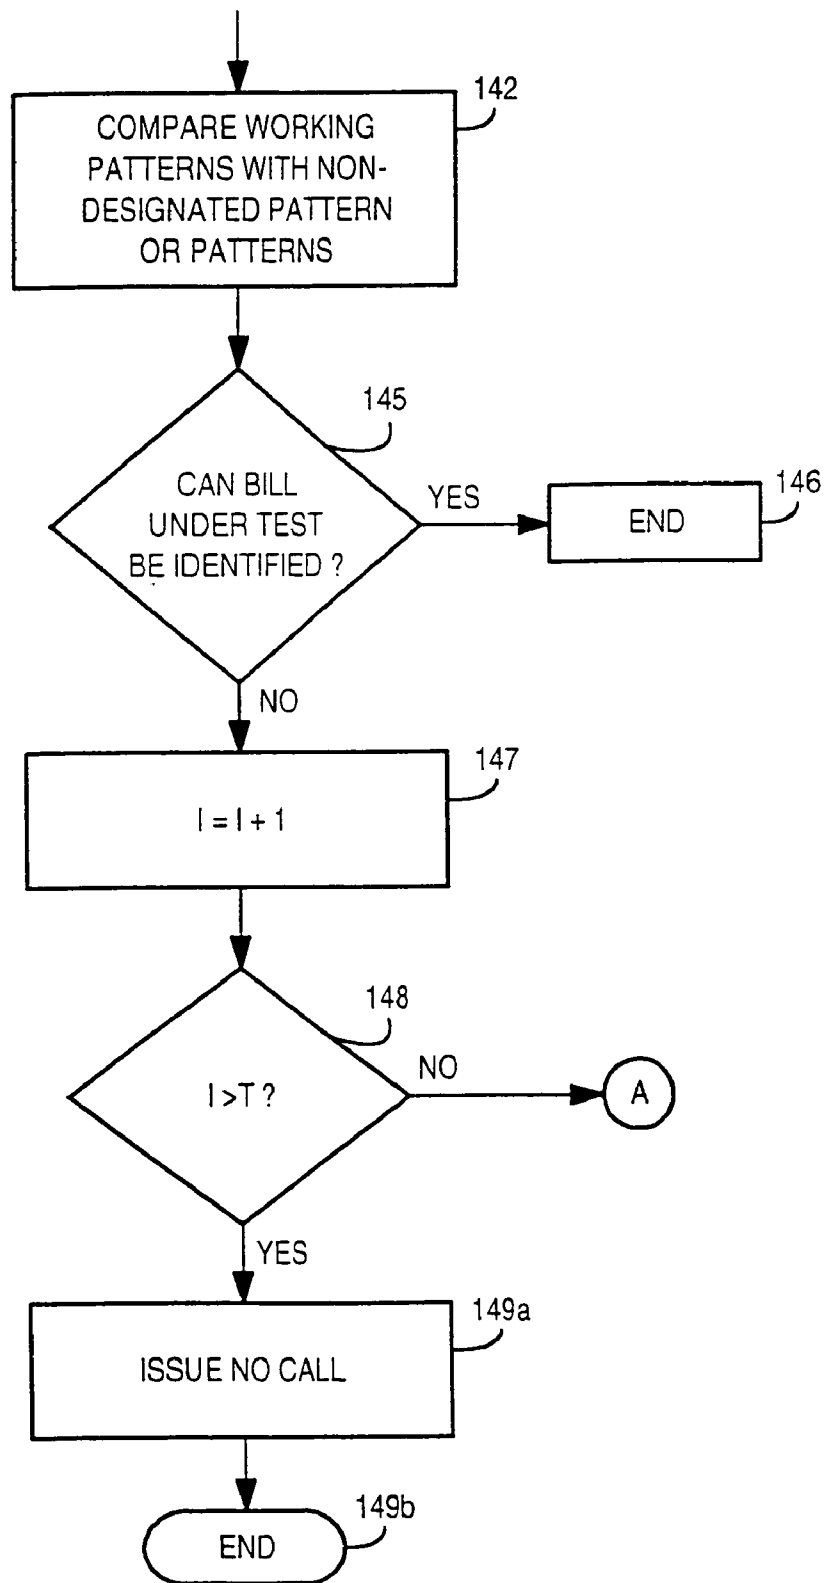 142
COMPARE WORKING
PATTERNS WITH NON-
DESIGNATED PATTERN
OR PATTERNS
145
CAN BILL
UNDER TEST
BE IDENTIFIED ?
YES
146
END
NO
147
I = I + 1
148
I >T ?
NO
A
YES
149a
ISSUE NO CALL
149b
END